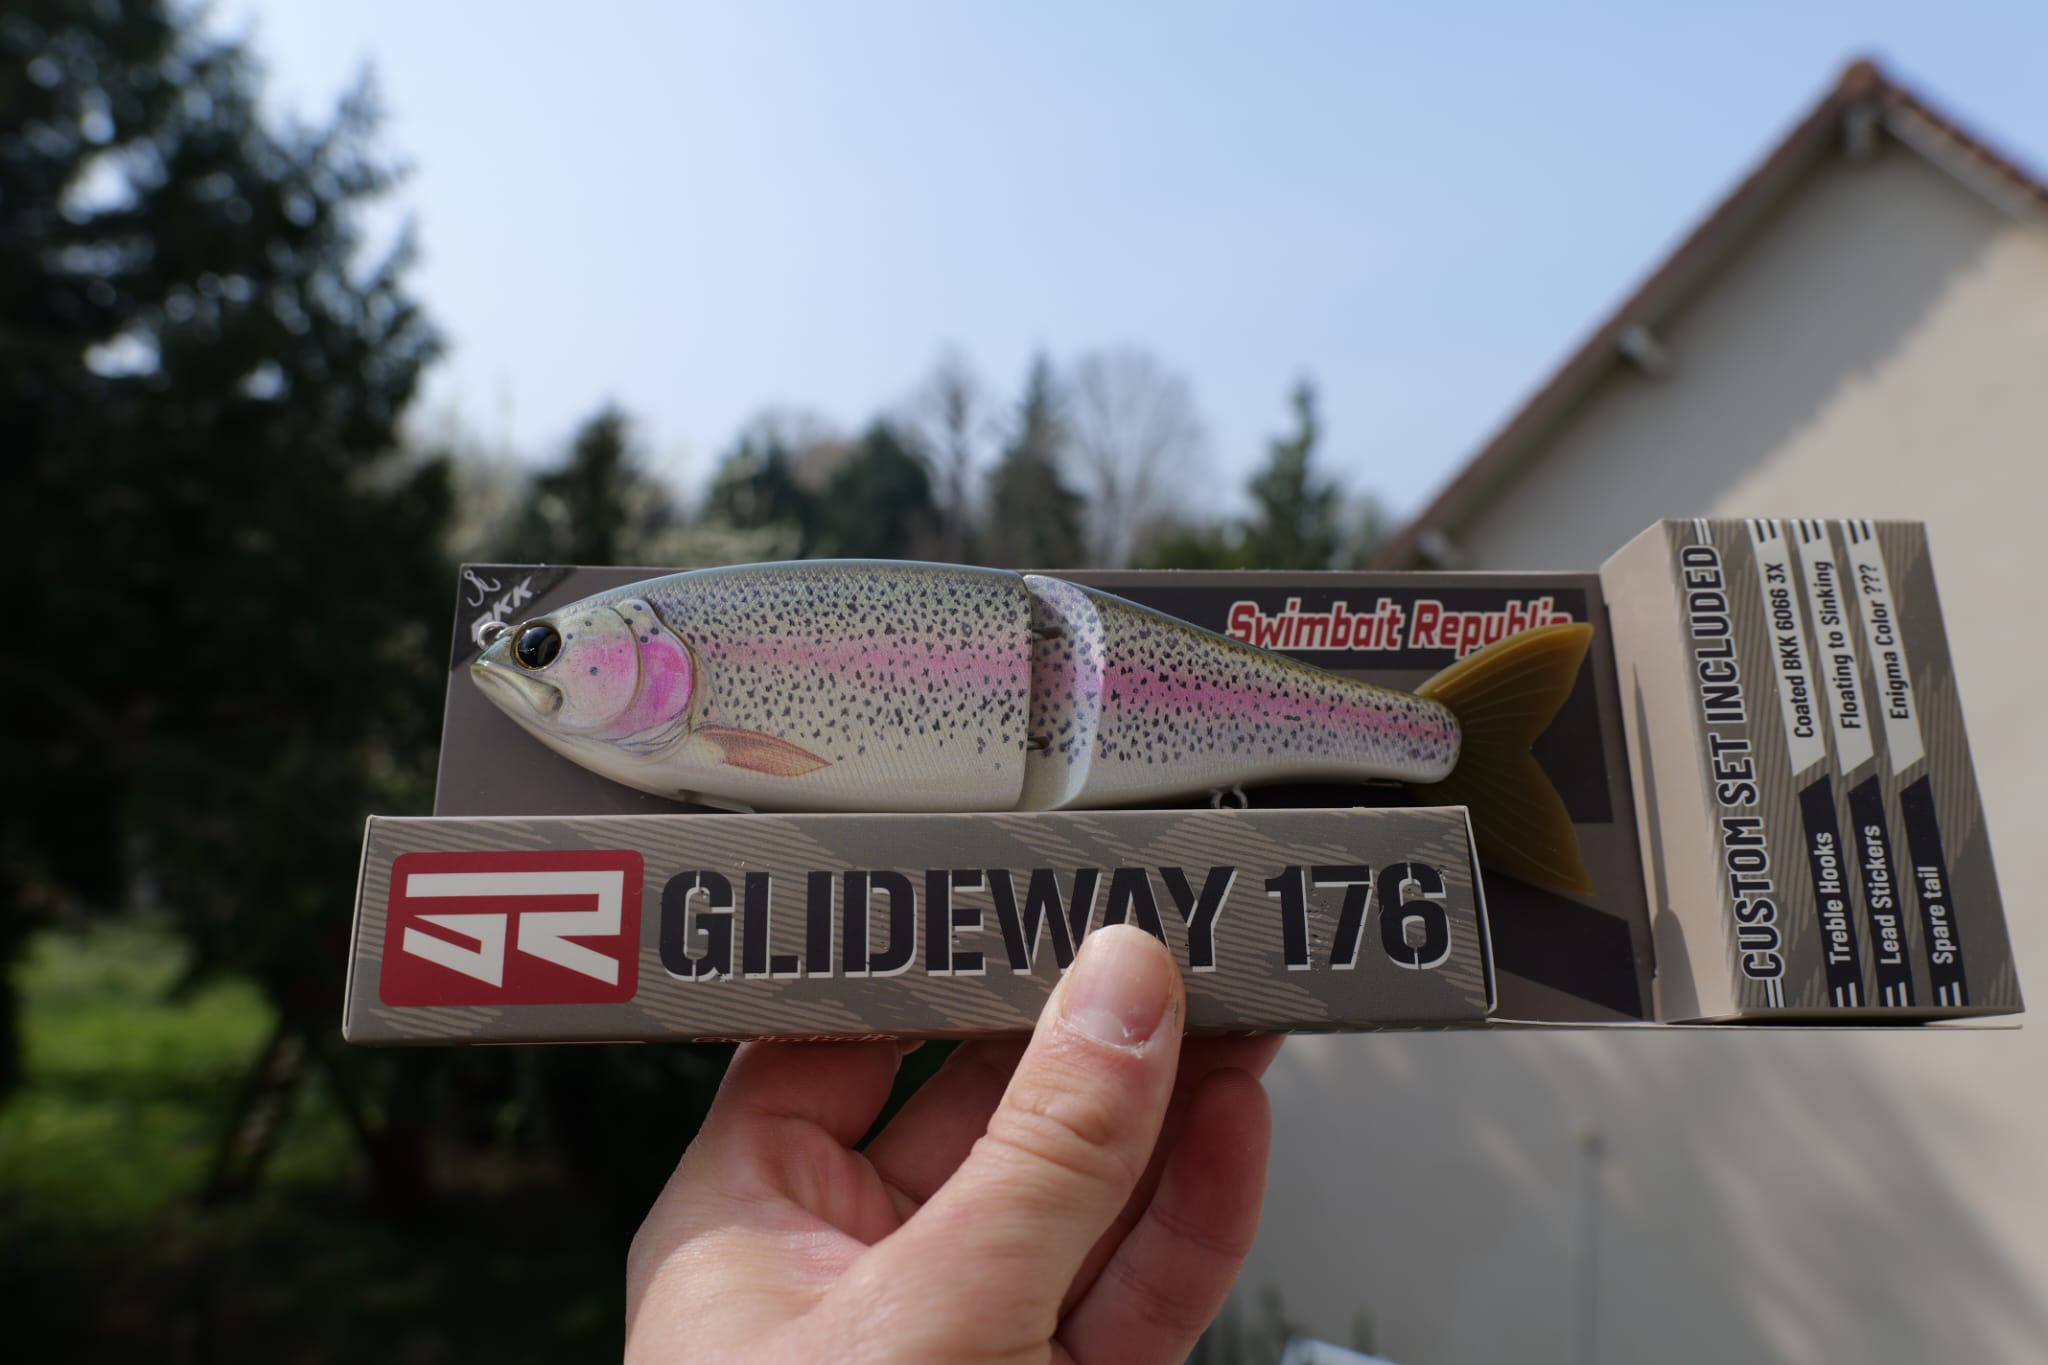 BKK
Swimbait Republic
GLIDEWAY 176
CUSTOM SET INCLUDED
Treble Hooks
Coated BKK 6066 3X
Lead Stickers
Floating to Sinking
Spare tail
Enigma Color ???